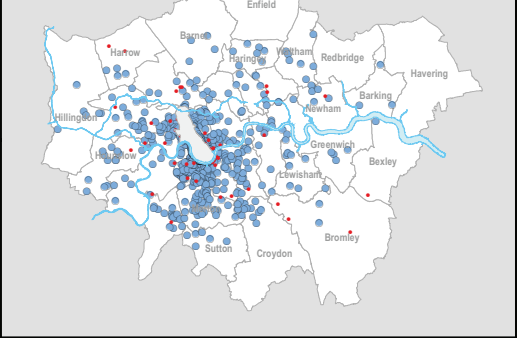 Enfield
Barnet
Harrow
Haringey
Waltham
Redbridge
Havering
Barking
Hillingdon
Newham
Greenwich
Hounslow
Bexley
Lewisham
Bromley
Sutton
Croydon